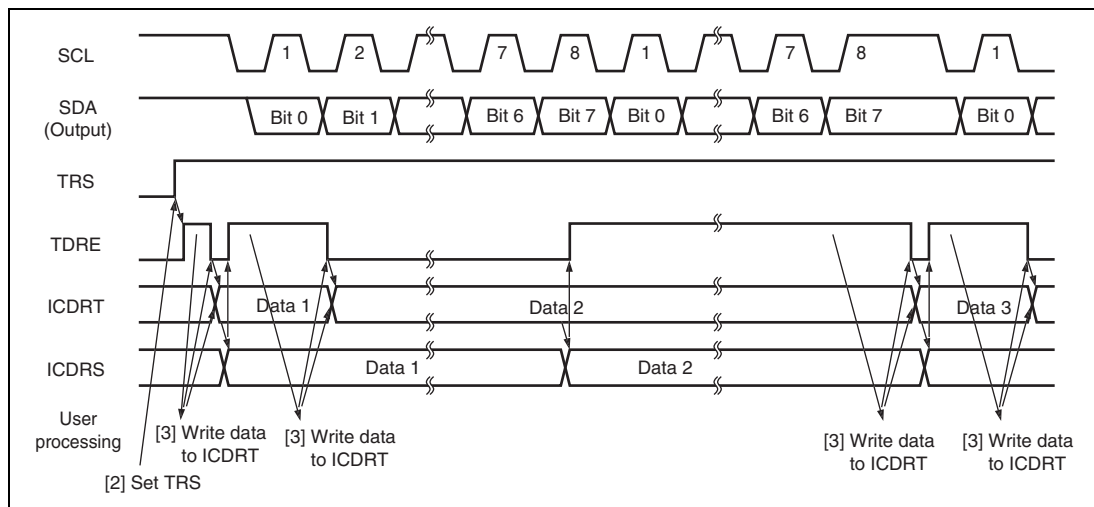 SCL 1 2 7 8 1 7 8 1
SDA
(Output) Bit 0 Bit 1 Bit 6 Bit 7 Bit 0 Bit 6 Bit 7 Bit 0
TRS
TDRE
ICDRT Data 1 Data 2 Data 3
ICDRS Data 1 Data 2
User
processing
[3] Write data
to ICDRT
[3] Write data
to ICDRT
[3] Write data
to ICDRT
[3] Write data
to ICDRT
[2] Set TRS